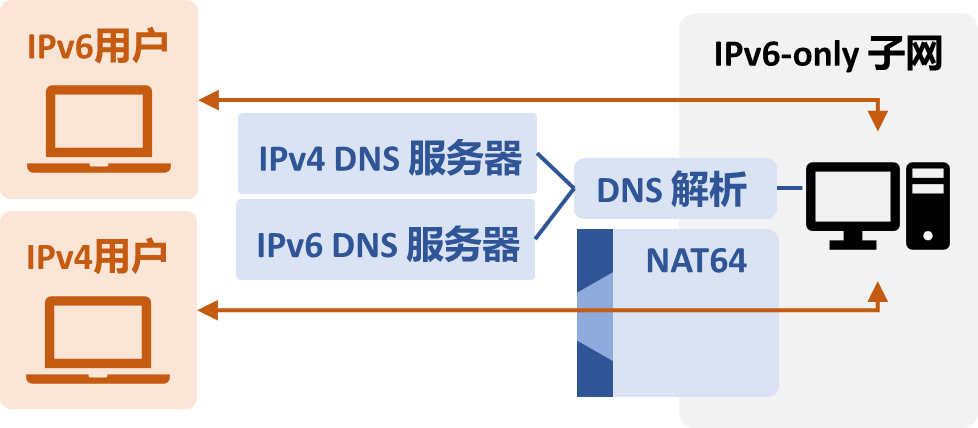 IPv6用户
IPv6-only 子网
IPv4 DNS 服务器
DNS 解析
IPv6 DNS 服务器
IPv4用户
NAT64